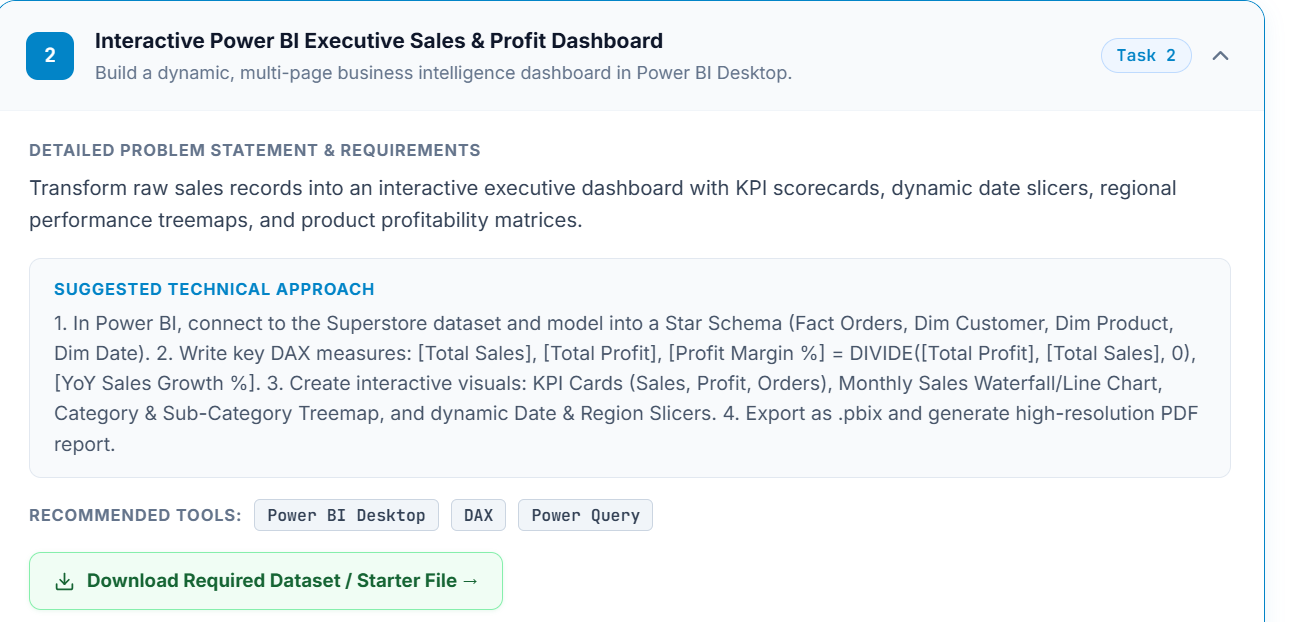 2
Interactive Power BI Executive Sales & Profit Dashboard
Build a dynamic, multi-page business intelligence dashboard in Power BI Desktop.
Task 2
DETAILED PROBLEM STATEMENT & REQUIREMENTS
Transform raw sales records into an interactive executive dashboard with KPI scorecards, dynamic date slicers, regional
performance treemaps, and product profitability matrices.
SUGGESTED TECHNICAL APPROACH
1. In Power BI, connect to the Superstore dataset and model into a Star Schema (Fact Orders, Dim Customer, Dim Product,
Dim Date). 2. Write key DAX measures: [Total Sales], [Total Profit], [Profit Margin %] = DIVIDE([Total Profit], [Total Sales], 0),
[YoY Sales Growth %]. 3. Create interactive visuals: KPI Cards (Sales, Profit, Orders), Monthly Sales Waterfall/Line Chart,
Category & Sub-Category Treemap, and dynamic Date & Region Slicers. 4. Export as .pbix and generate high-resolution PDF
report.
RECOMMENDED TOOLS: Power BI Desktop DAX Power Query
Download Required Dataset / Starter File →